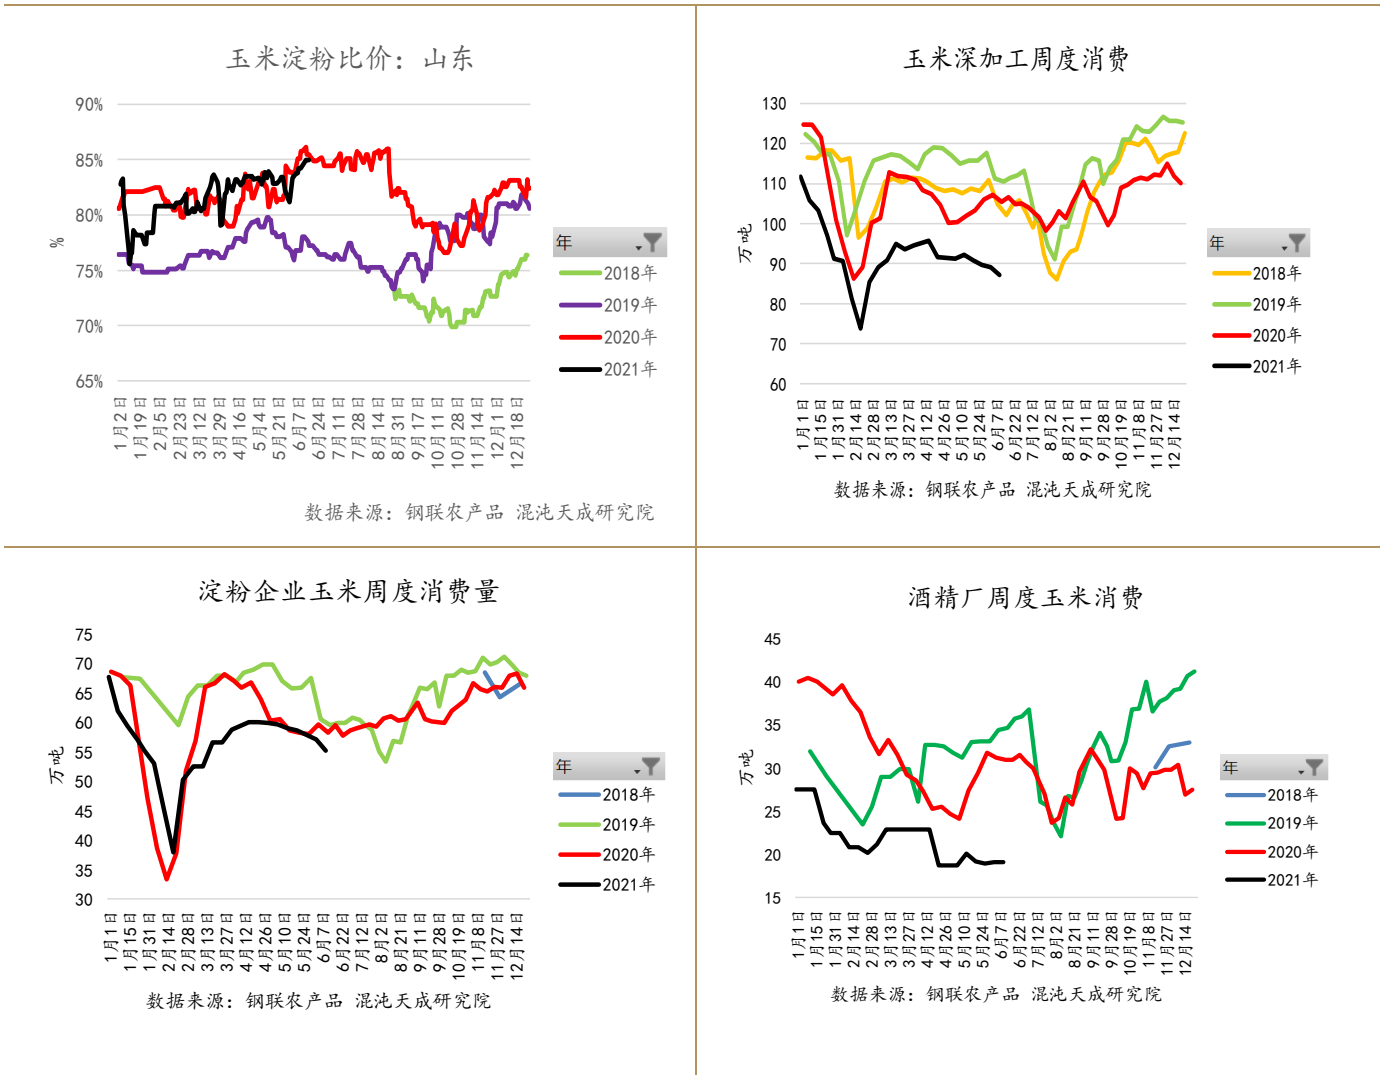 玉米淀粉比价：山东
90%
85%
80%
75%
70%
65%
%
1月2日
1月19日
2月5日
2月23日
3月12日
3月29日
4月16日
5月4日
5月21日
6月7日
6月24日
7月11日
7月28日
8月14日
8月31日
9月17日
10月11日
10月28日
11月14日
12月1日
12月18日
年
2018年
2019年
2020年
2021年
数据来源：钢联农产品 混沌天成研究院
玉米深加工周度消费
130
120
110
100
90
80
70
60
万吨
1月1日
1月15日
1月31日
2月14日
2月28日
3月13日
3月27日
4月12日
4月26日
5月10日
5月24日
6月7日
6月22日
7月12日
8月2日
8月21日
9月11日
9月28日
10月19日
11月8日
11月27日
12月14日
年
2018年
2019年
2020年
2021年
数据来源：钢联农产品 混沌天成研究院
淀粉企业玉米周度消费量
75
70
65
60
55
50
45
40
35
30
万吨
1月1日
1月15日
1月31日
2月14日
2月28日
3月13日
3月27日
4月12日
4月26日
5月10日
5月24日
6月7日
6月22日
7月12日
8月2日
8月21日
9月11日
9月28日
10月19日
11月8日
11月27日
12月14日
年
2018年
2019年
2020年
2021年
数据来源：钢联农产品 混沌天成研究院
酒精厂周度玉米消费
45
40
35
30
25
20
15
万吨
1月1日
1月15日
1月31日
2月14日
2月28日
3月13日
3月27日
4月12日
4月26日
5月10日
5月24日
6月7日
6月22日
7月12日
8月2日
8月21日
9月11日
9月28日
10月19日
11月8日
11月27日
12月14日
年
2018年
2019年
2020年
2021年
数据来源：钢联农产品 混沌天成研究院